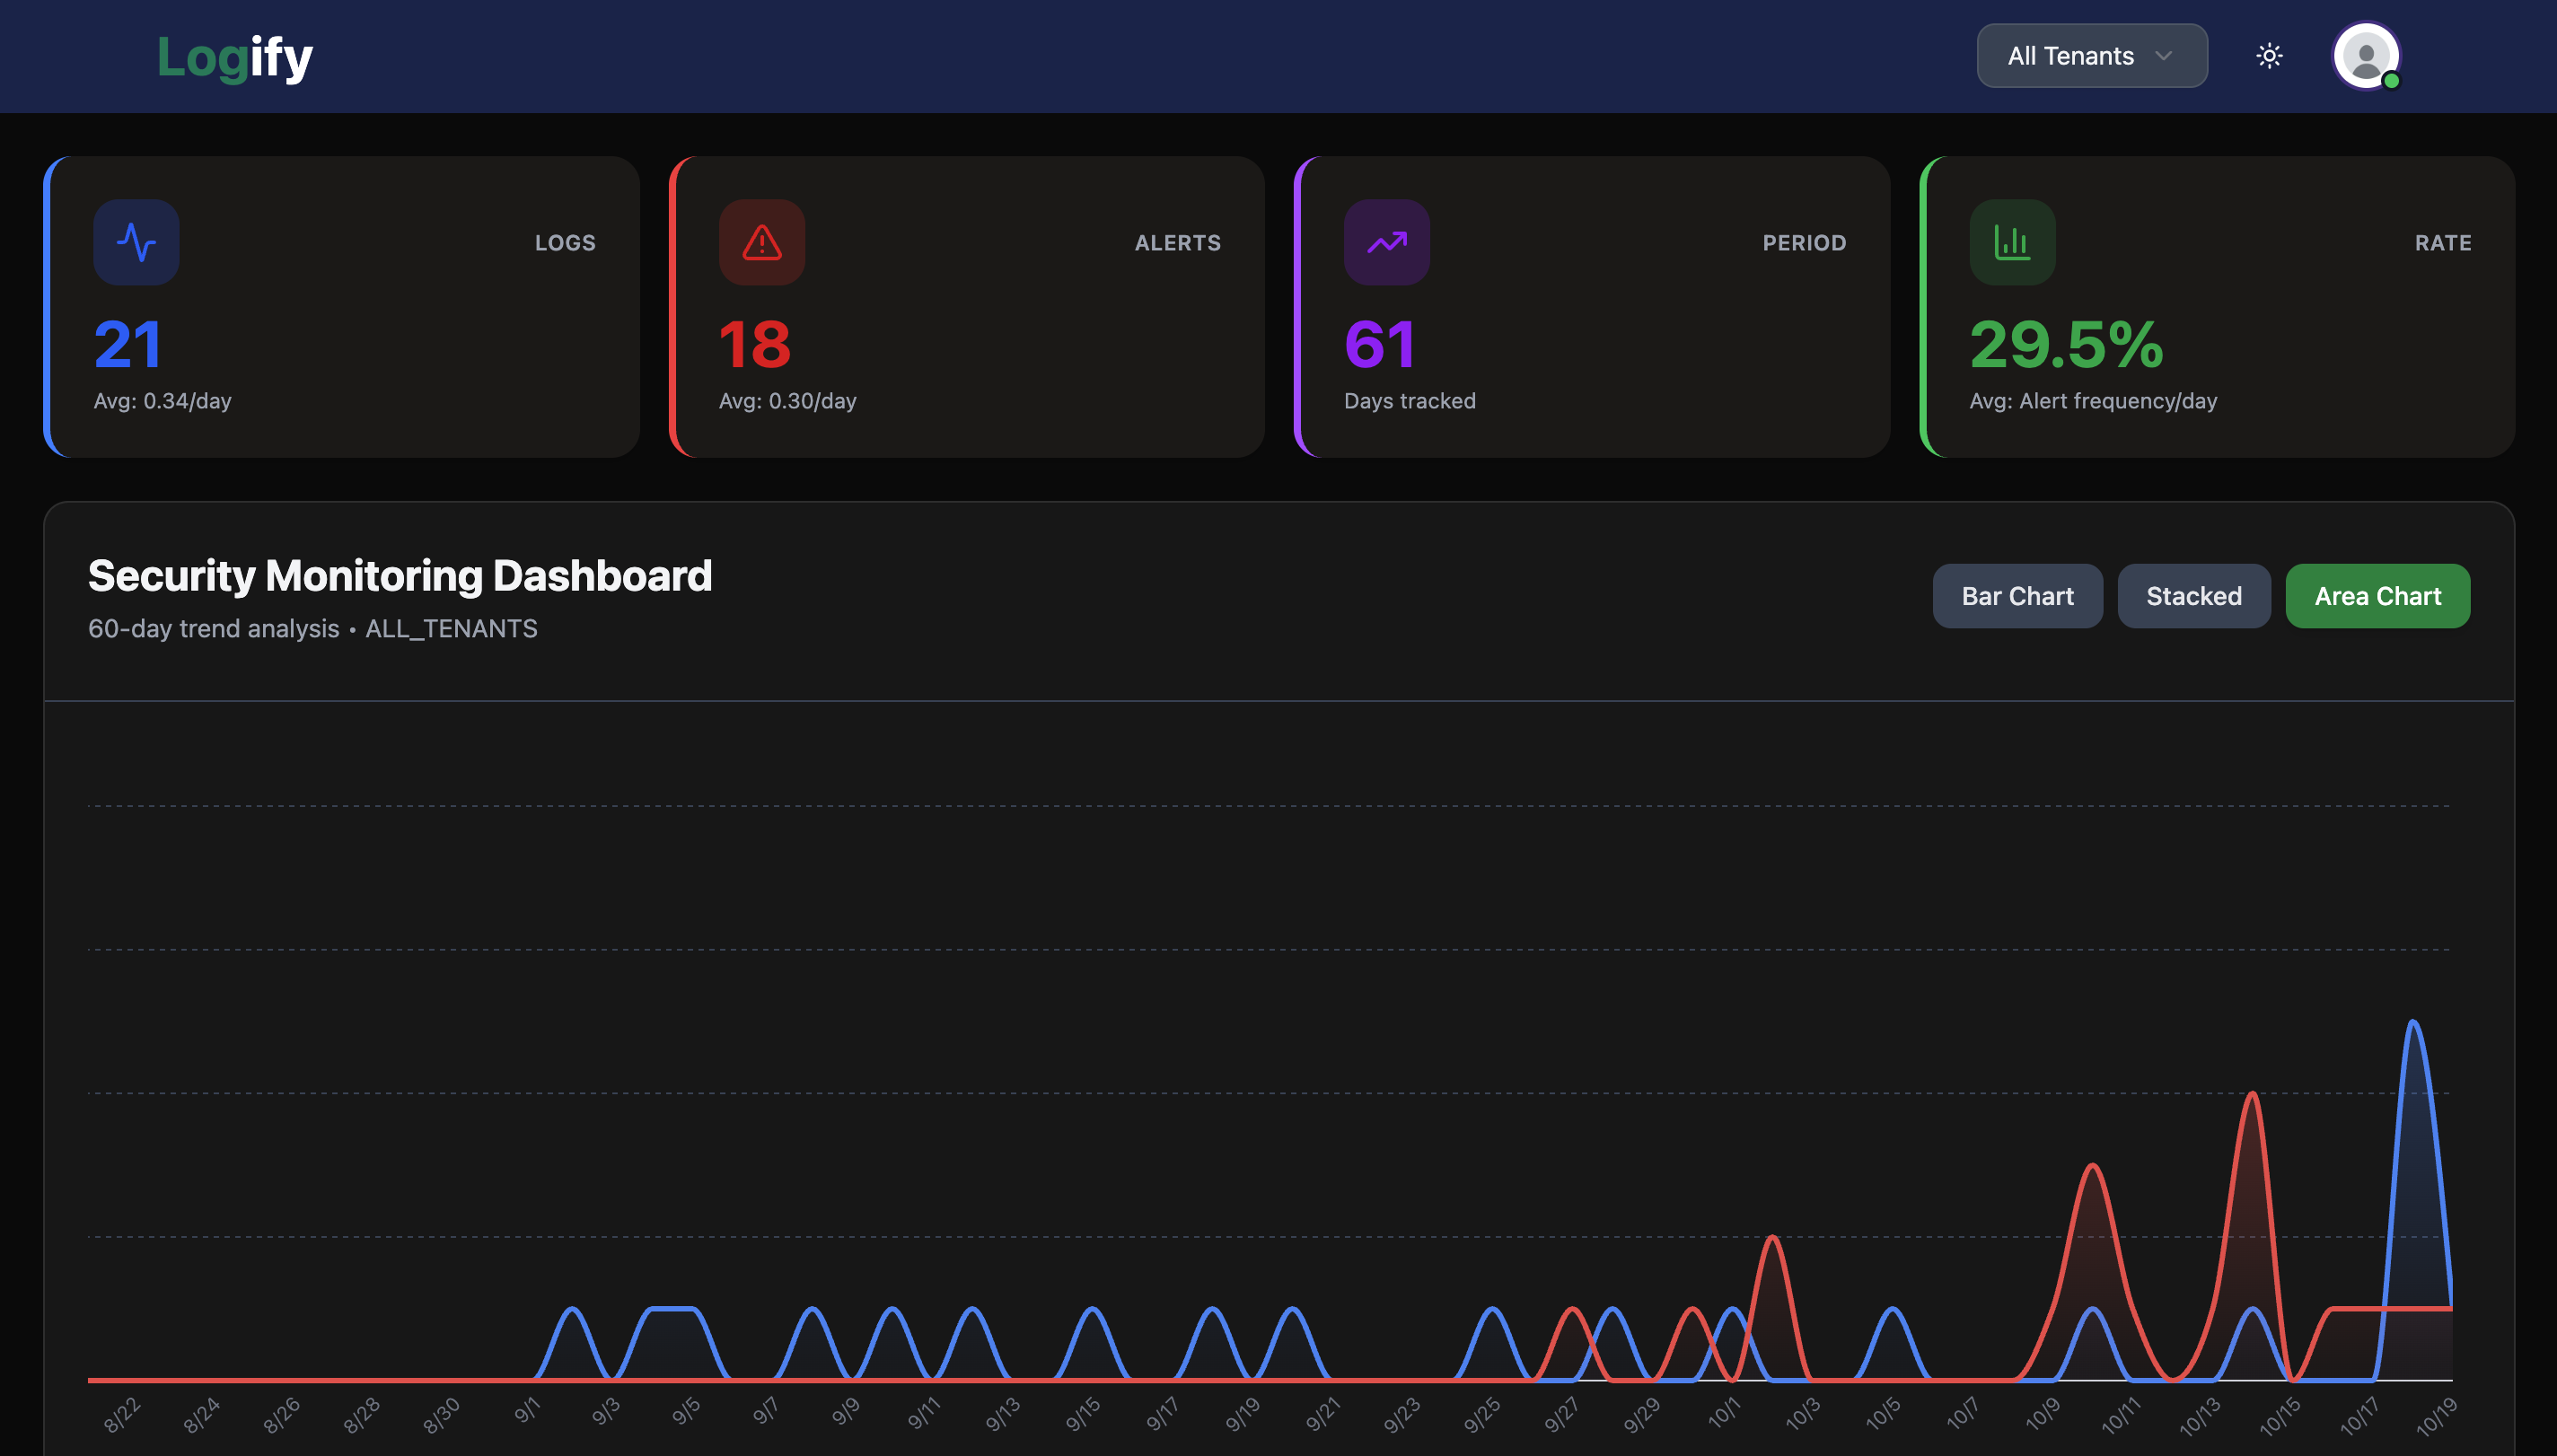 Logify
All Tenants
LOGS
21
Avg: 0.34/day
ALERTS
18
Avg: 0.30/day
PERIOD
61
Days tracked
RATE
29.5%
Avg: Alert frequency/day
Security Monitoring Dashboard
60-day trend analysis • ALL_TENANTS
Bar Chart
Stacked
Area Chart
8/22
8/24
8/26
8/28
8/30
9/1
9/3
9/5
9/7
9/9
9/11
9/13
9/15
9/17
9/19
9/21
9/23
9/25
9/27
9/29
10/1
10/3
10/5
10/7
10/9
10/11
10/13
10/15
10/17
10/19